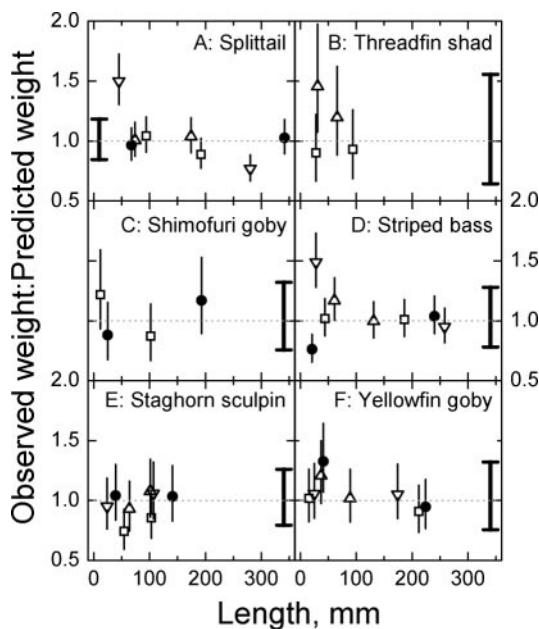 A: Splittail
B: Threadfin shad
2.0
1.5
1.0
0.5
C: Shimofuri goby
D: Striped bass
2.0
1.5
1.0
0.5
2.0
E: Staghorn sculpin
F: Yellowfin goby
1.5
1.0
0.5
0 100 200 300 0 100 200 300
Length, mm
Observed weight:Predicted weight